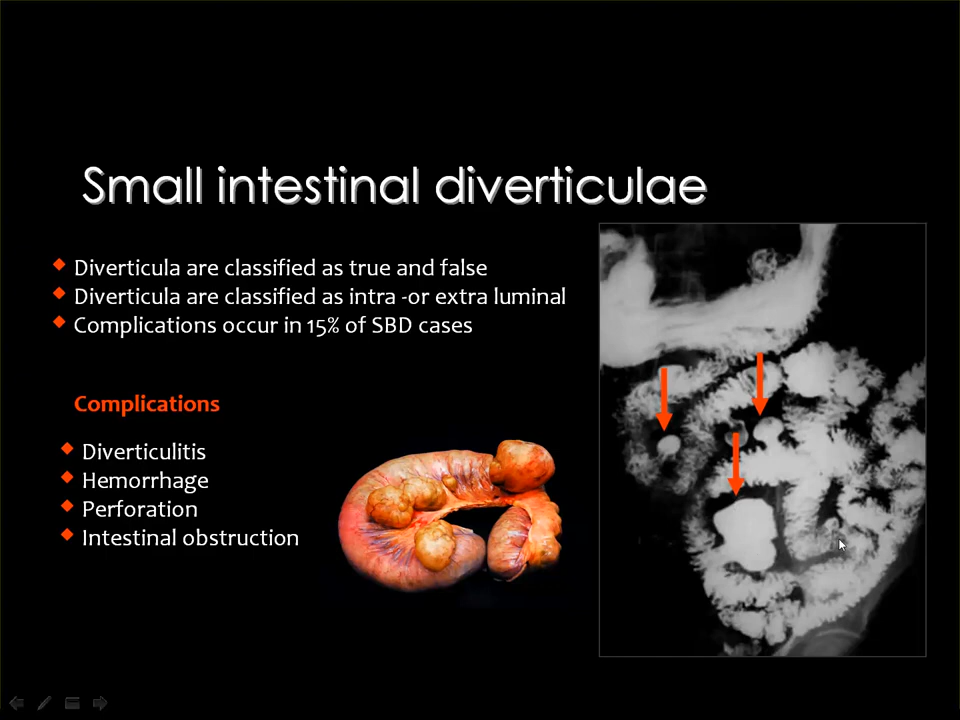 Small intestinal diverticulae
Diverticula are classified as true and false
Diverticula are classified as intra -or extra luminal
Complications occur in 15% of SBD cases
Complications
Diverticulitis
Hemorrhage
Perforation
Intestinal obstruction